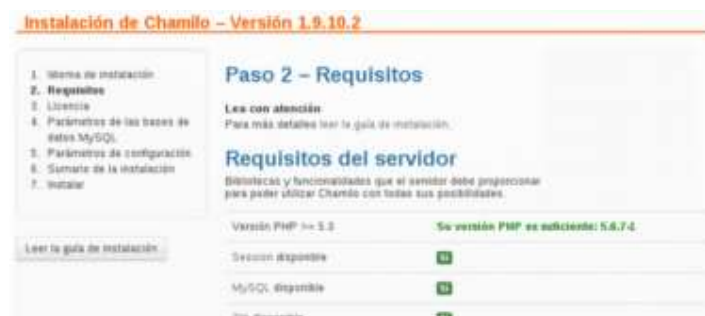 Instalación de Chamilo – Versión 1.9.10.2
1. Idioma de instalación
2. Requisitos
3. Licencia
4. Parámetros de las bases de
datos MySQL
5. Parámetros de configuración
6. Sumario de la instalación
7. Instalar
Leer la guía de instalación
Paso 2 – Requisitos
Lea con atención
Para más detalles leer la guía de instalación.
Requisitos del servidor
Bibliotecas y funcionalidades que el servidor debe proporcionar
para poder utilizar Chamilo con todas sus posibilidades.
Versión PHP >= 5.3
Su versión PHP es suficiente: 5.6.7-1
Session disponible
Si
MySQL disponible
Si
disponible